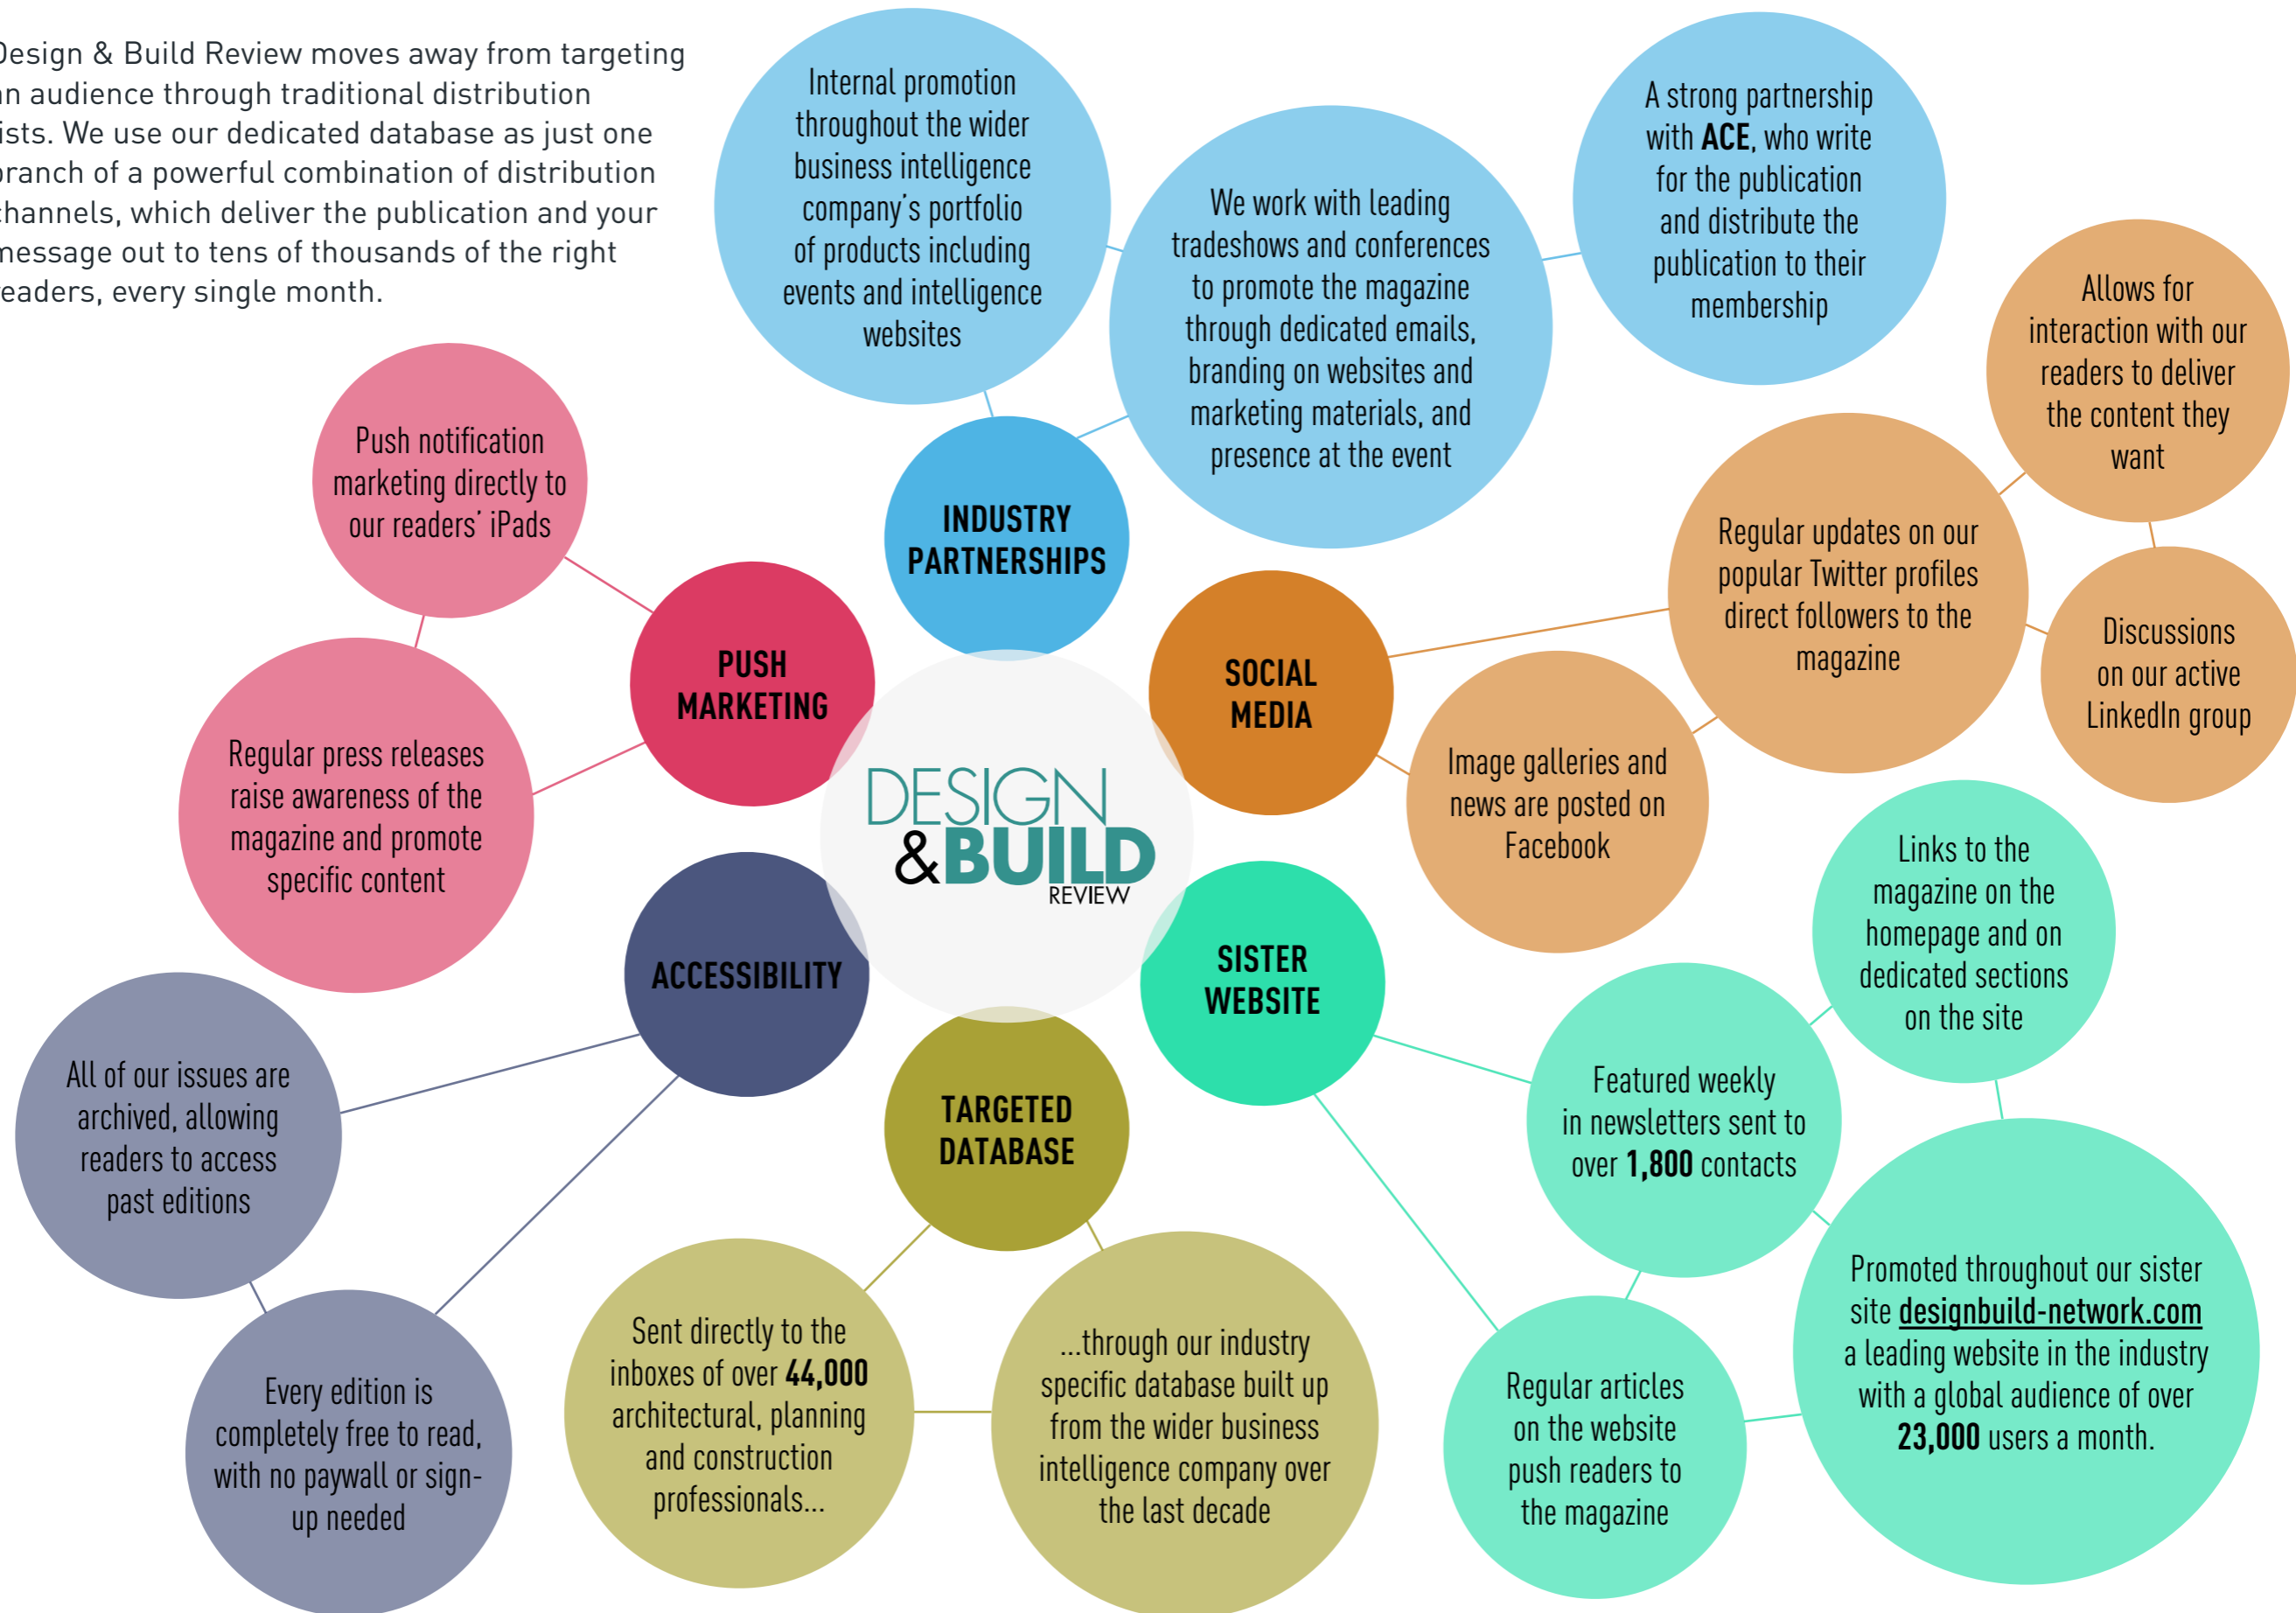 Design & Build Review moves away from targeting
an audience through traditional distribution
lists. We use our dedicated database as just one
branch of a powerful combination of distribution
channels, which deliver the publication and your
message out to tens of thousands of the right
readers, every single month.
Internal promotion
throughout the wider
business intelligence
company's portfolio
of products including
events and intelligence
websites
We work with leading
tradeshows and conferences
to promote the magazine
through dedicated emails,
branding on websites and
marketing materials, and
presence at the event
A strong partnership
with ACE, who write
for the publication
and distribute the
publication to their
membership
INDUSTRY
PARTNERSHIPS
Push notification
marketing directly to
our readers' iPads
Regular press releases
raise awareness of the
magazine and promote
specific content
PUSH
MARKETING
SOCIAL
MEDIA
Allows for
interaction with our
readers to deliver
the content they
want
Regular updates on our
popular Twitter profiles
direct followers to the
magazine
Discussions
on our active
LinkedIn group
Image galleries and
news are posted on
Facebook
DESIGN
&BUILD
REVIEW
ACCESSIBILITY
All of our issues are
archived, allowing
readers to access
past editions
Every edition is
completely free to read,
with no paywall or sign-
up needed
TARGETED
DATABASE
Sent directly to the
inboxes of over 44,000
architectural, planning
and construction
professionals...
...through our industry
specific database built up
from the wider business
intelligence company over
the last decade
SISTER
WEBSITE
Links to the
magazine on the
homepage and on
dedicated sections
on the site
Featured weekly
in newsletters sent to
over 1,800 contacts
Promoted throughout our sister
site designbuild-network.com
a leading website in the industry
with a global audience of over
23,000 users a month.
Regular articles
on the website
push readers to
the magazine